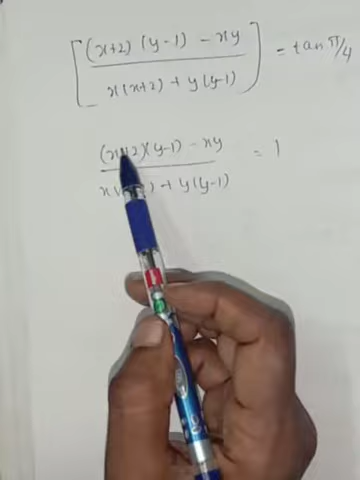 [(x+2)(y-1) - xy / x(x+2) + y(y-1)] = tan π/4
(x+2)(y-1) - xy / x( 2) + y(y-1) = 1